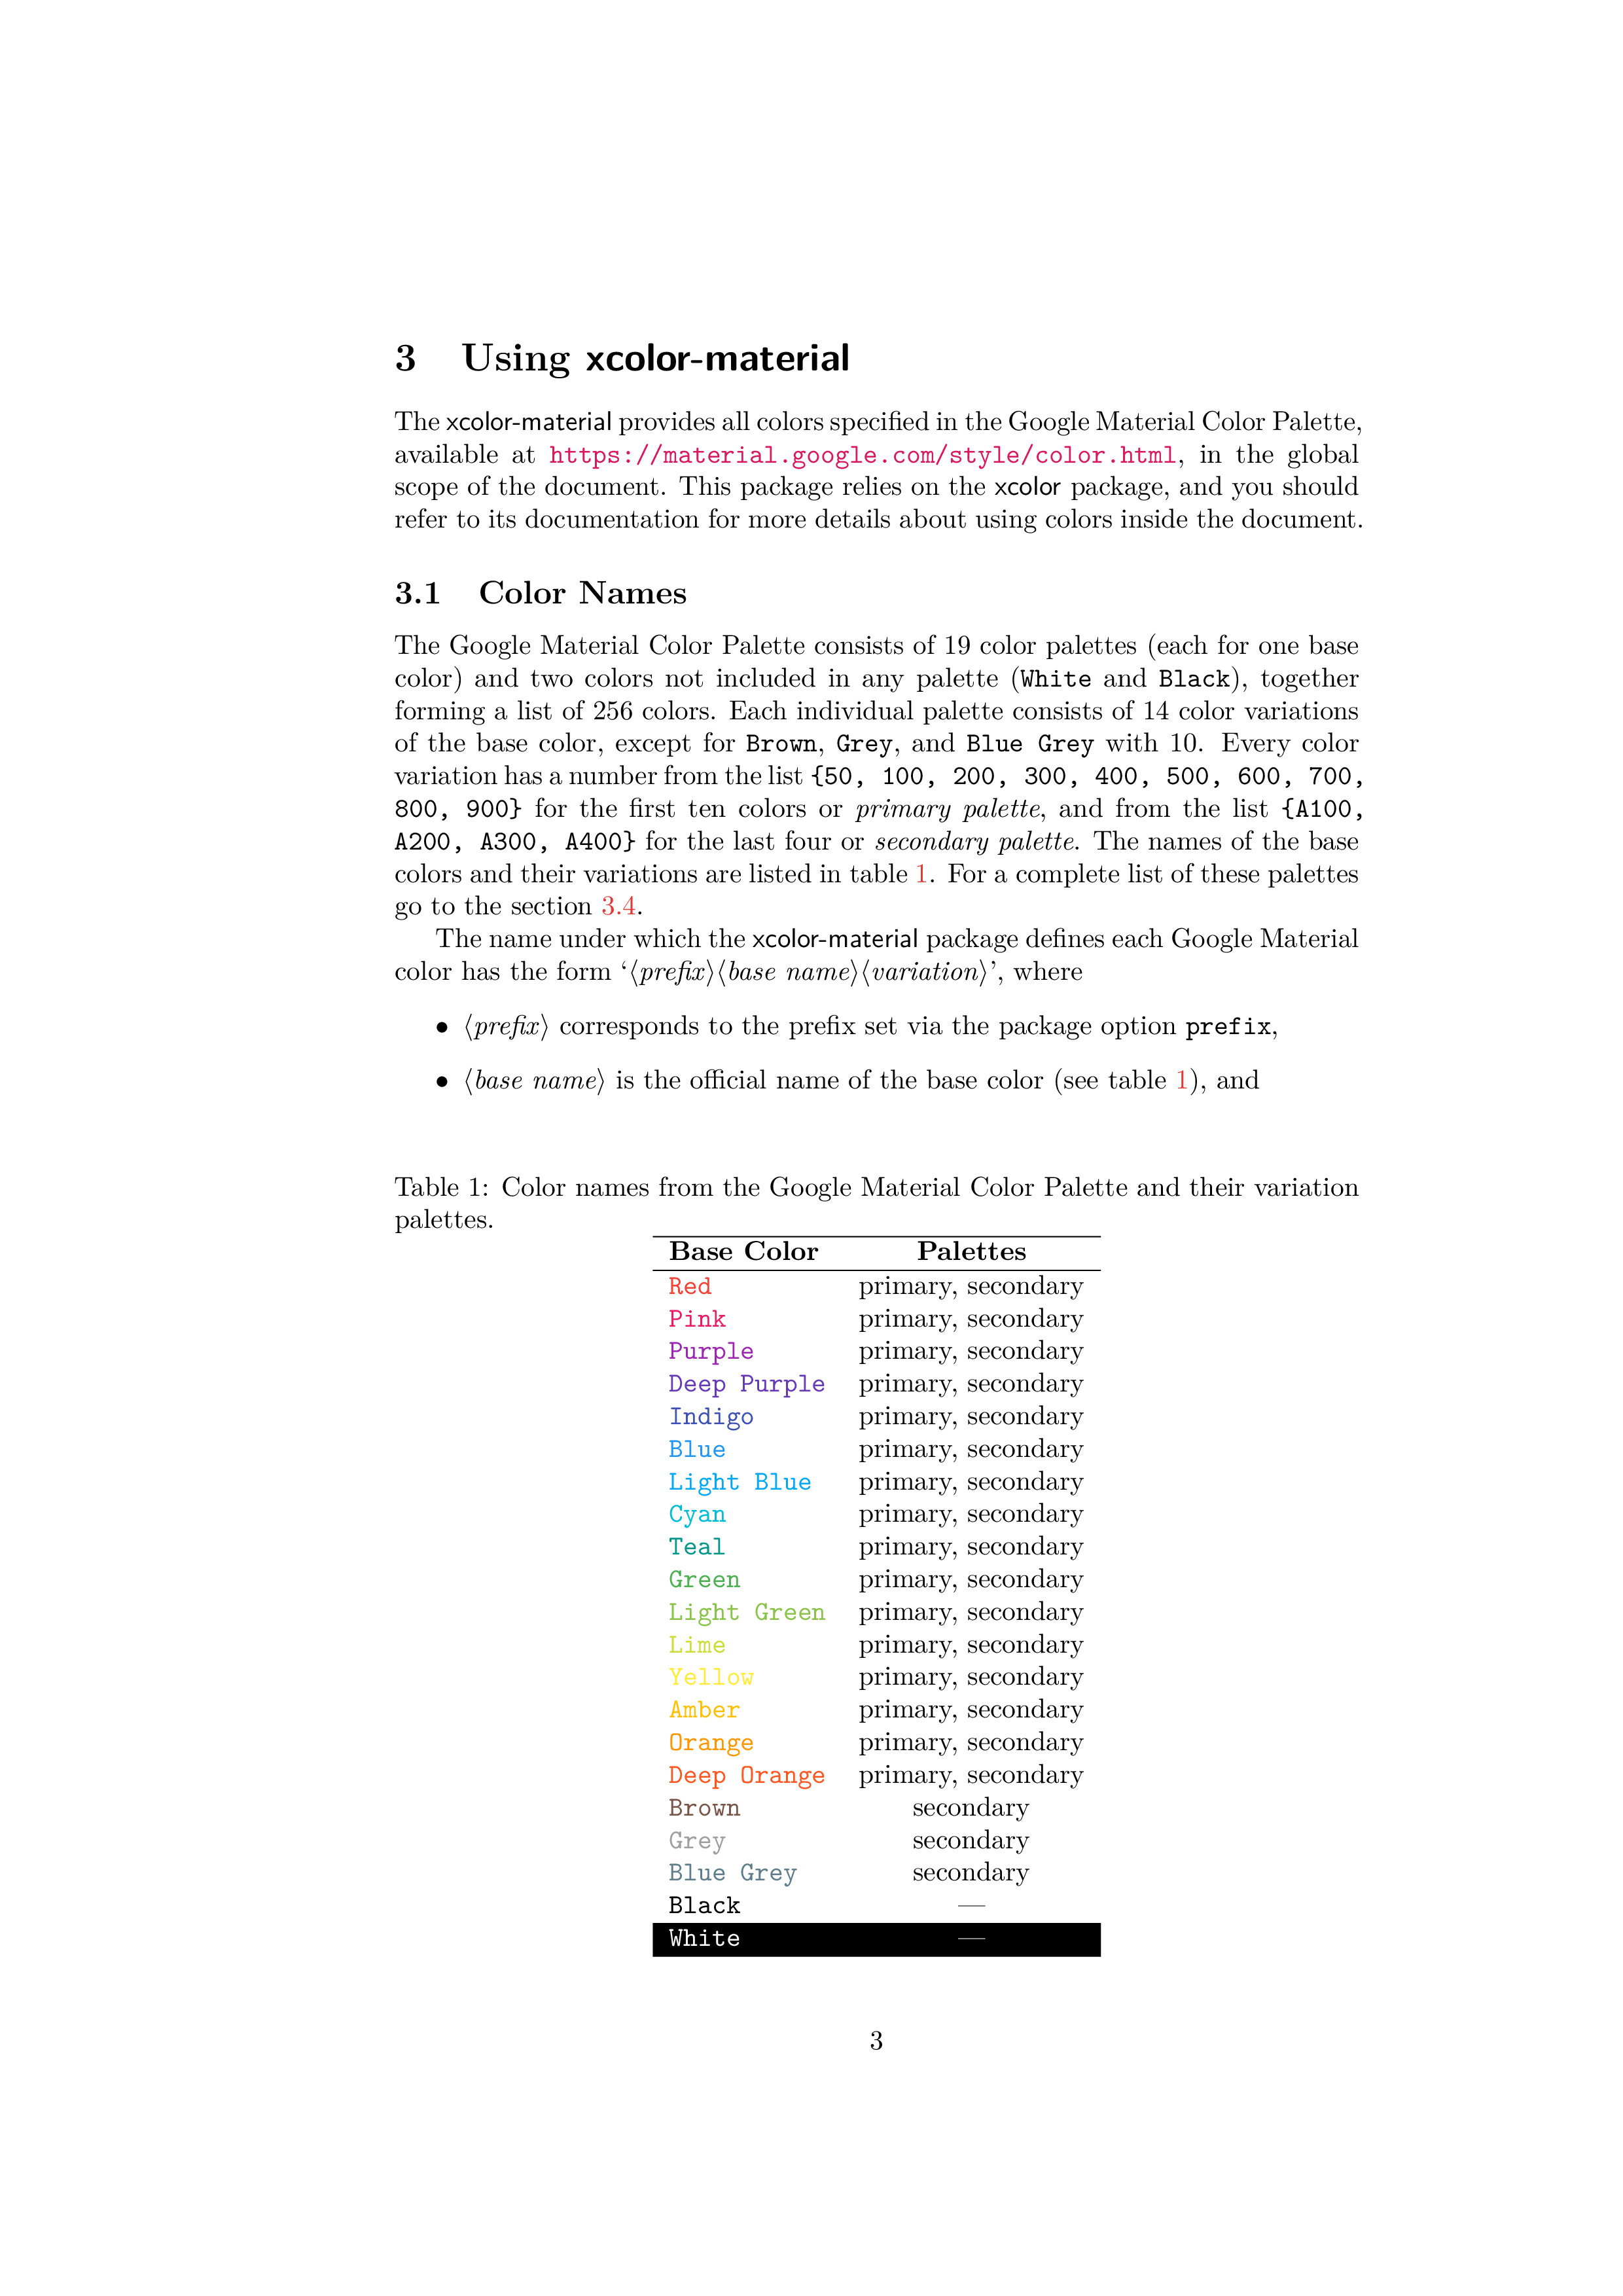 3 Using xcolor-material
The xcolor-material provides all colors specified in the Google Material Color Palette,
available at https://material.google.com/style/color.html, in the global
scope of the document. This package relies on the xcolor package, and you should
refer to its documentation for more details about using colors inside the document.
3.1 Color Names
The Google Material Color Palette consists of 19 color palettes (each for one base
color) and two colors not included in any palette (White and Black), together
forming a list of 256 colors. Each individual palette consists of 14 color variations
of the base color, except for Brown, Grey, and Blue Grey with 10. Every color
variation has a number from the list {50, 100, 200, 300, 400, 500, 600, 700,
800, 900} for the first ten colors or primary palette, and from the list {A100,
A200, A300, A400} for the last four or secondary palette. The names of the base
colors and their variations are listed in table 1. For a complete list of these palettes
go to the section 3.4.
The name under which the xcolor-material package defines each Google Material
color has the form ‘⟨prefix⟩⟨base name⟩⟨variation⟩’, where
• ⟨prefix⟩ corresponds to the prefix set via the package option prefix,
• ⟨base name⟩ is the official name of the base color (see table 1), and
Table 1: Color names from the Google Material Color Palette and their variation
palettes.
Base Color Palettes
Red primary, secondary
Pink primary, secondary
Purple primary, secondary
Deep Purple primary, secondary
Indigo primary, secondary
Blue primary, secondary
Light Blue primary, secondary
Cyan primary, secondary
Teal primary, secondary
Green primary, secondary
Light Green primary, secondary
Lime primary, secondary
Yellow primary, secondary
Amber primary, secondary
Orange primary, secondary
Deep Orange primary, secondary
Brown secondary
Grey secondary
Blue Grey secondary
Black —
White —
3